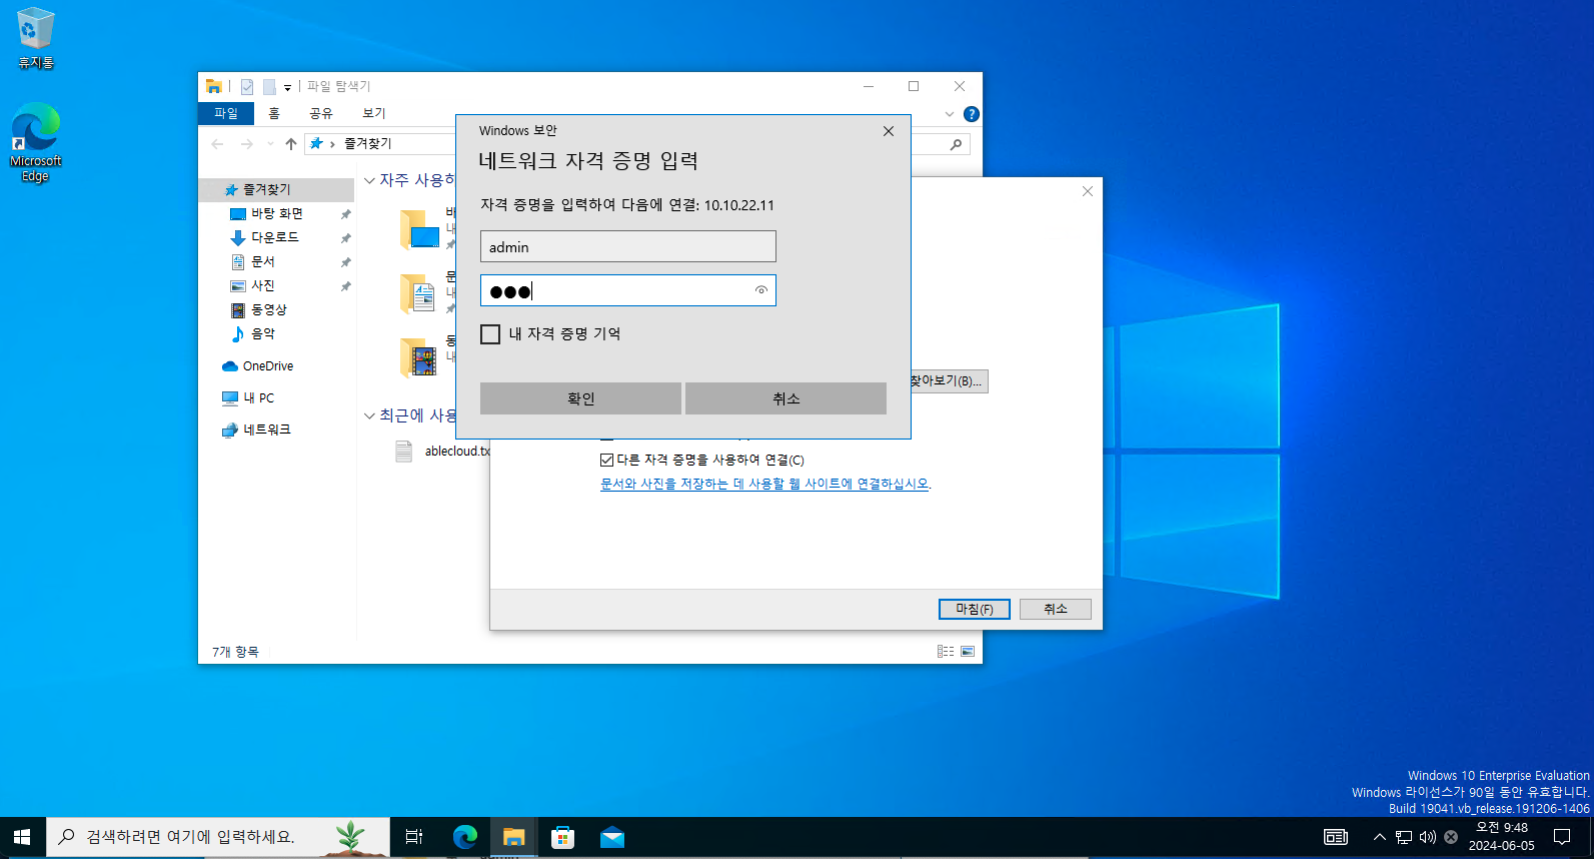 휴지통
Microsoft
Edge
파일 탐색기
파일
홈
공유
보기
즐겨찾기
즐겨찾기
바탕 화면
다운로드
문서
사진
동영상
음악
OneDrive
내 PC
네트워크
자주 사용하
바
내
문
내
동
내
최근에 사용
ablecloud.tx
7개 항목
Windows 보안
네트워크 자격 증명 입력
자격 증명을 입력하여 다음에 연결: 10.10.22.11
admin
●●●
내 자격 증명 기억
확인
취소
찾아보기(B)...
다른 자격 증명을 사용하여 연결(C)
문서와 사진을 저장하는 데 사용할 웹 사이트에 연결하십시오.
마침(F)
취소
Windows 10 Enterprise Evaluation
Windows 라이선스가 90일 동안 유효합니다.
Build 19041.vb_release.191206-1406
검색하려면 여기에 입력하세요.
오전 9:48
2024-06-05